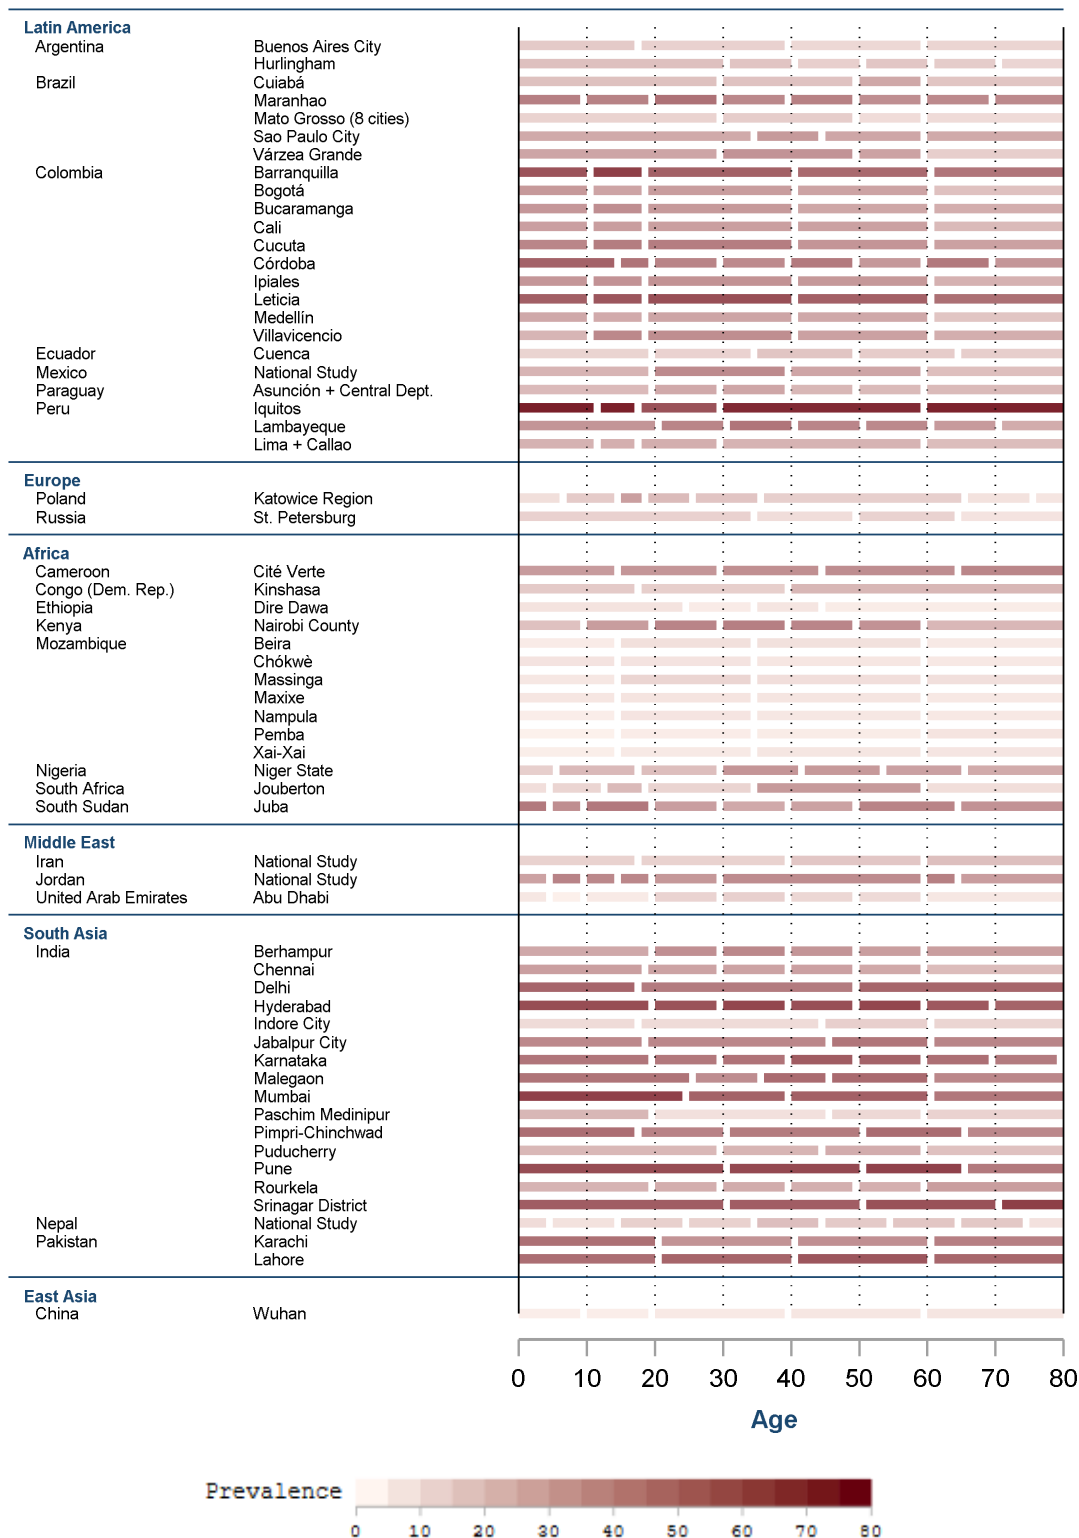 Latin America
Argentina Buenos Aires City
Hurlingham
Brazil Cuiabá
Maranhao
Mato Grosso (8 cities)
Sao Paulo City
Várzea Grande
Colombia Barranquilla
Bogotá
Bucaramanga
Cali
Cucuta
Córdoba
Ipiales
Leticia
Medellín
Villavicencio
Ecuador Cuenca
Mexico National Study
Paraguay Asunción + Central Dept.
Peru Iquitos
Lambayeque
Lima + Callao
Europe
Poland Katowice Region
Russia St. Petersburg
Africa
Cameroon Cité Verte
Congo (Dem. Rep.) Kinshasa
Ethiopia Dire Dawa
Kenya Nairobi County
Mozambique Beira
Chókwè
Massinga
Maxixe
Nampula
Pemba
Xai-Xai
Nigeria Niger State
South Africa Jouberton
South Sudan Juba
Middle East
Iran National Study
Jordan National Study
United Arab Emirates Abu Dhabi
South Asia
India Berhampur
Chennai
Delhi
Hyderabad
Indore City
Jabalpur City
Karnataka
Malegaon
Mumbai
Paschim Medinipur
Pimpri-Chinchwad
Puducherry
Pune
Rourkela
Srinagar District
Nepal National Study
Pakistan Karachi
Lahore
East Asia
China Wuhan
0 10 20 30 40 50 60 70 80
Age
Prevalence
0 10 20 30 40 50 60 70 80